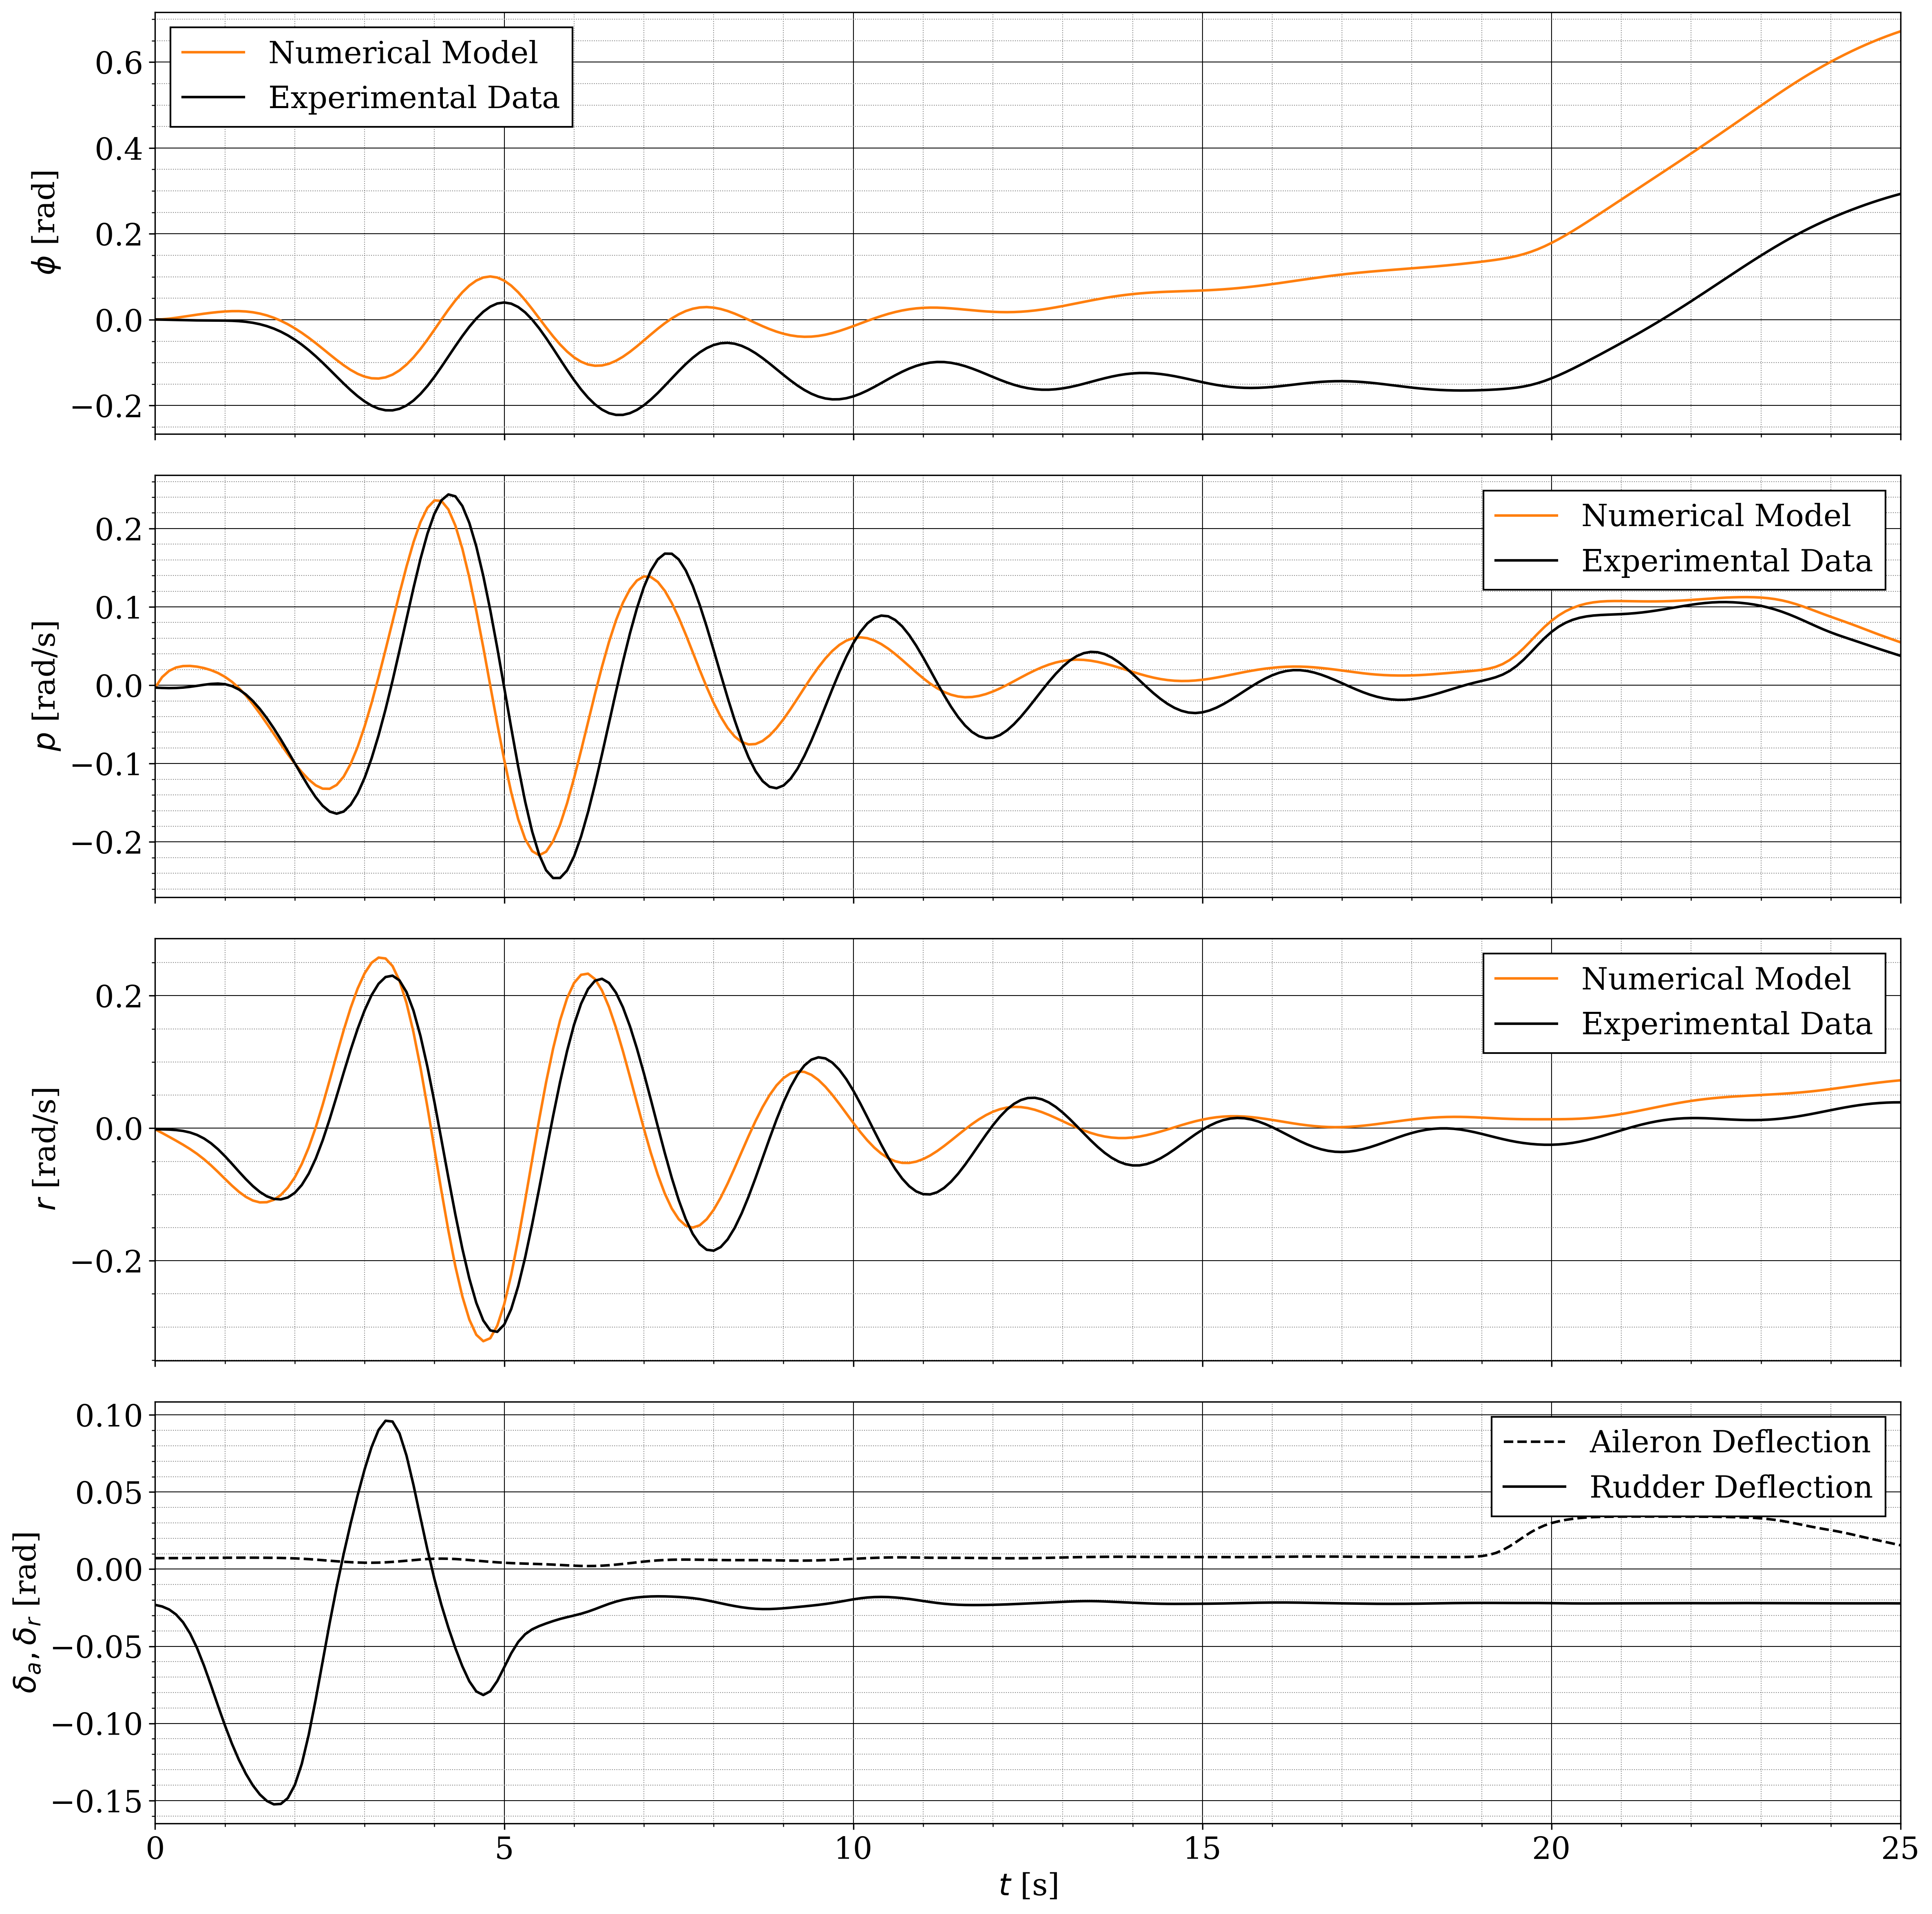 Numerical Model
Experimental Data
0.6
0.4
0.2
0.0
−0.2
ϕ [rad]
Numerical Model
Experimental Data
0.2
0.1
0.0
−0.1
−0.2
p [rad/s]
Numerical Model
Experimental Data
0.2
0.0
−0.2
r [rad/s]
Aileron Deflection
Rudder Deflection
0.10
0.05
0.00
−0.05
−0.10
−0.15
δa, δr [rad]
0 5 10 15 20 25
t [s]